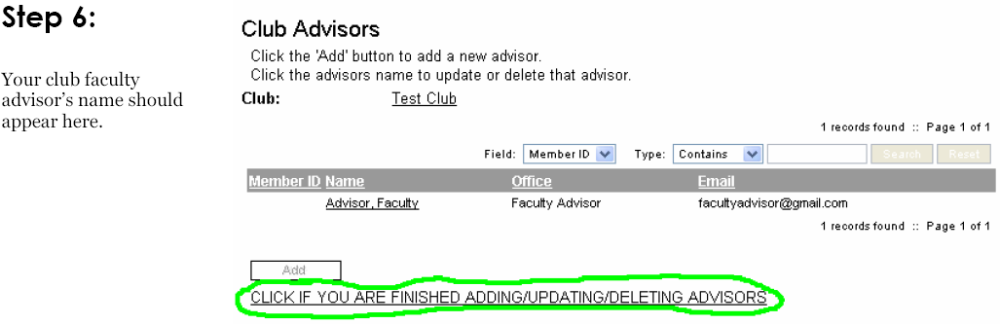 Step 6:
Your club faculty
advisor's name should
appear here.
Club Advisors
Click the 'Add' button to add a new advisor.
Click the advisors name to update or delete that advisor.
Club: Test Club
1 records found :: Page 1 of 1
Field: Member ID Type: Contains Search Reset
Member ID Name Office Email
Advisor, Faculty Faculty Advisor facultyadvisor@gmail.com
1 records found :: Page 1 of 1
Add
CLICK IF YOU ARE FINISHED ADDING/UPDATING/DELETING ADVISORS